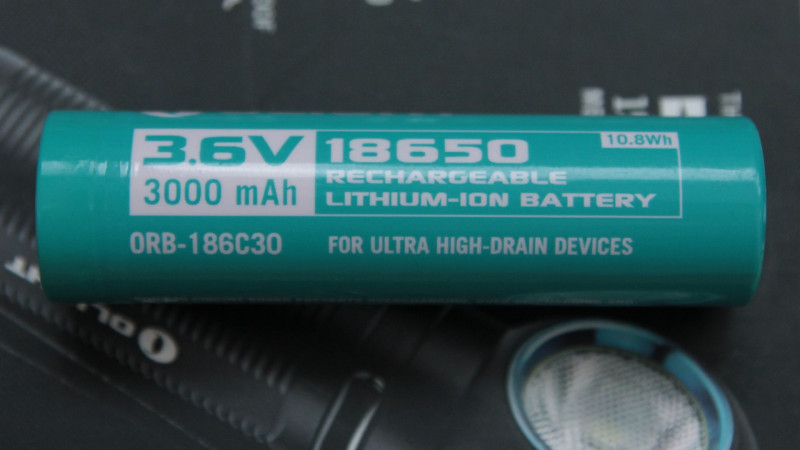 3.6V
3000 mAh
18650
10.8Wh
RECHARGEABLE
LITHIUM-ION BATTERY
ORB-186C30
FOR ULTRA HIGH-DRAIN DEVICES